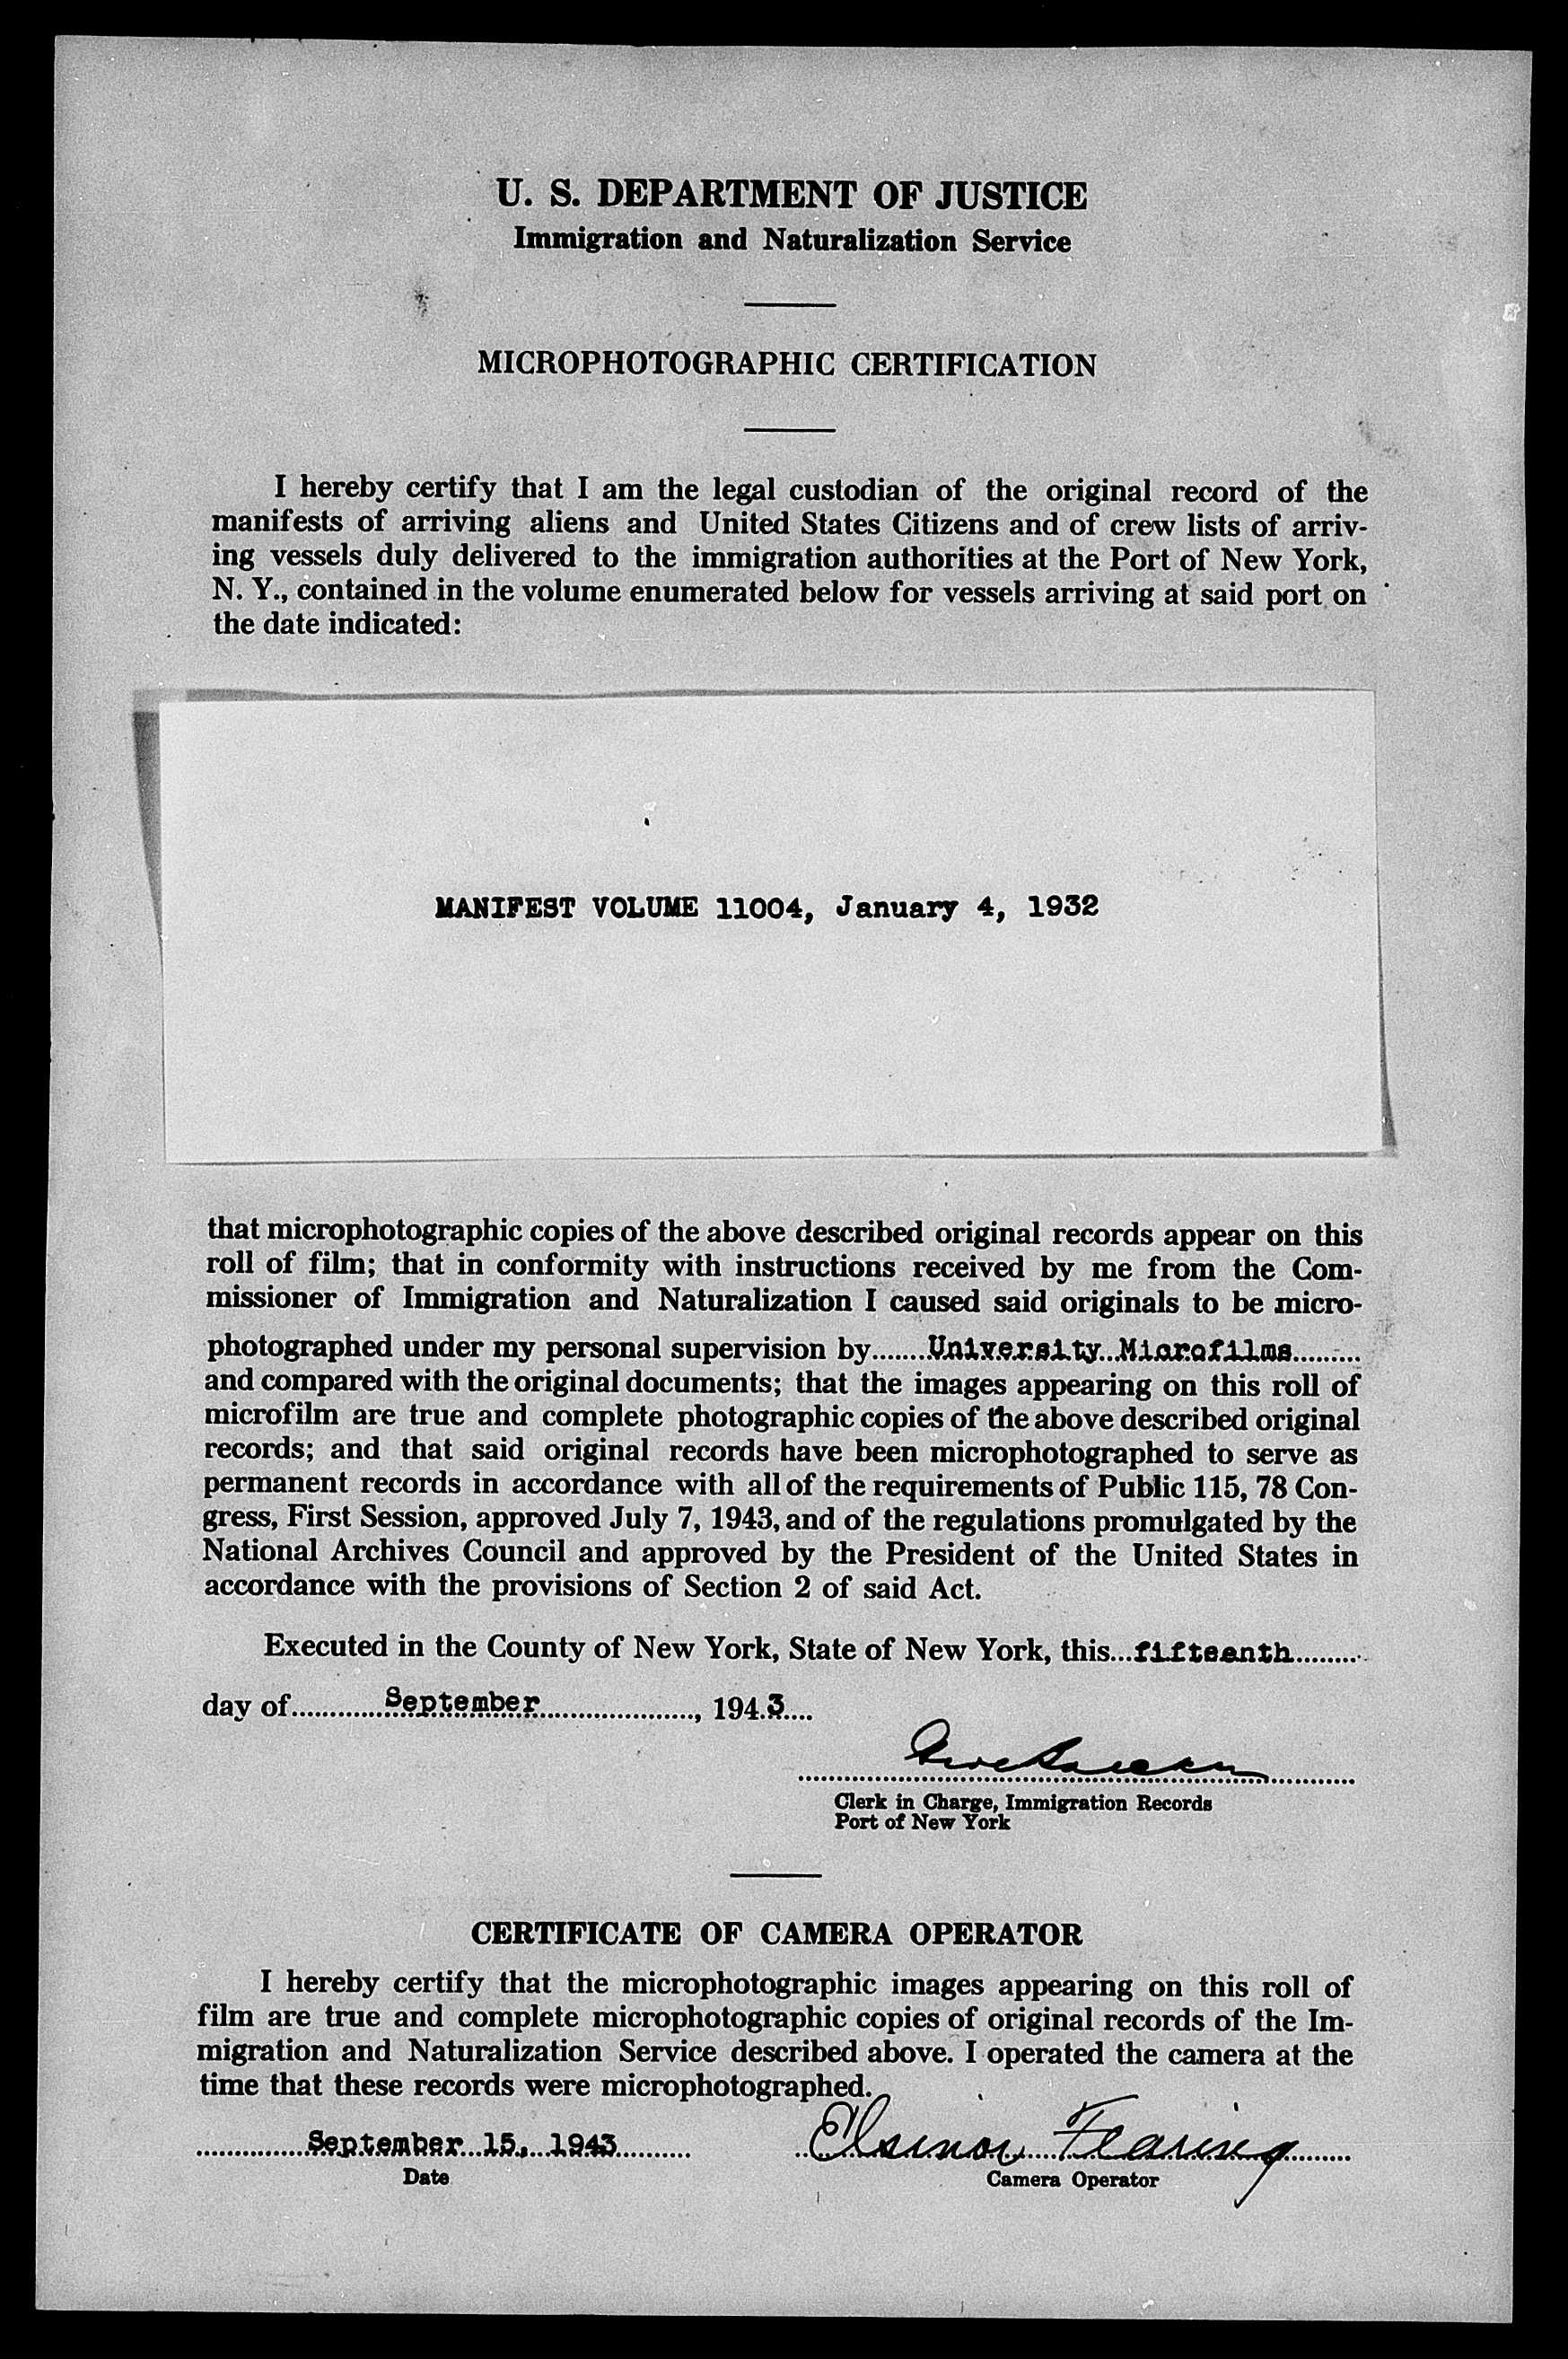 U. S. DEPARTMENT OF JUSTICE
Immigration and Naturalization Service
MICROPHOTOGRAPHIC CERTIFICATION
I hereby certify that I am the legal custodian of the original record of the
manifests of arriving aliens and United States Citizens and of crew lists of arriv-
ing vessels duly delivered to the immigration authorities at the Port of New York,
N. Y., contained in the volume enumerated below for vessels arriving at said port on
the date indicated:
MANIFEST VOLUME 11004, January 4, 1932
that microphotographic copies of the above described original records appear on this
roll of film; that in conformity with instructions received by me from the Com-
missioner of Immigration and Naturalization I caused said originals to be micro-
photographed under my personal supervision by University Microfilms
and compared with the original documents; that the images appearing on this roll of
microfilm are true and complete photographic copies of the above described original
records; and that said original records have been microphotographed to serve as
permanent records in accordance with all of the requirements of Public 115, 78 Con-
gress, First Session, approved July 7, 1943, and of the regulations promulgated by the
National Archives Council and approved by the President of the United States in
accordance with the provisions of Section 2 of said Act.
Executed in the County of New York, State of New York, this fifteenth
day of September, 1943
Clerk in Charge, Immigration Records
Port of New York
CERTIFICATE OF CAMERA OPERATOR
I hereby certify that the microphotographic images appearing on this roll of
film are true and complete microphotographic copies of original records of the Im-
migration and Naturalization Service described above. I operated the camera at the
time that these records were microphotographed.
September 15, 1943 Elsinor Fearing
Date
Camera Operator